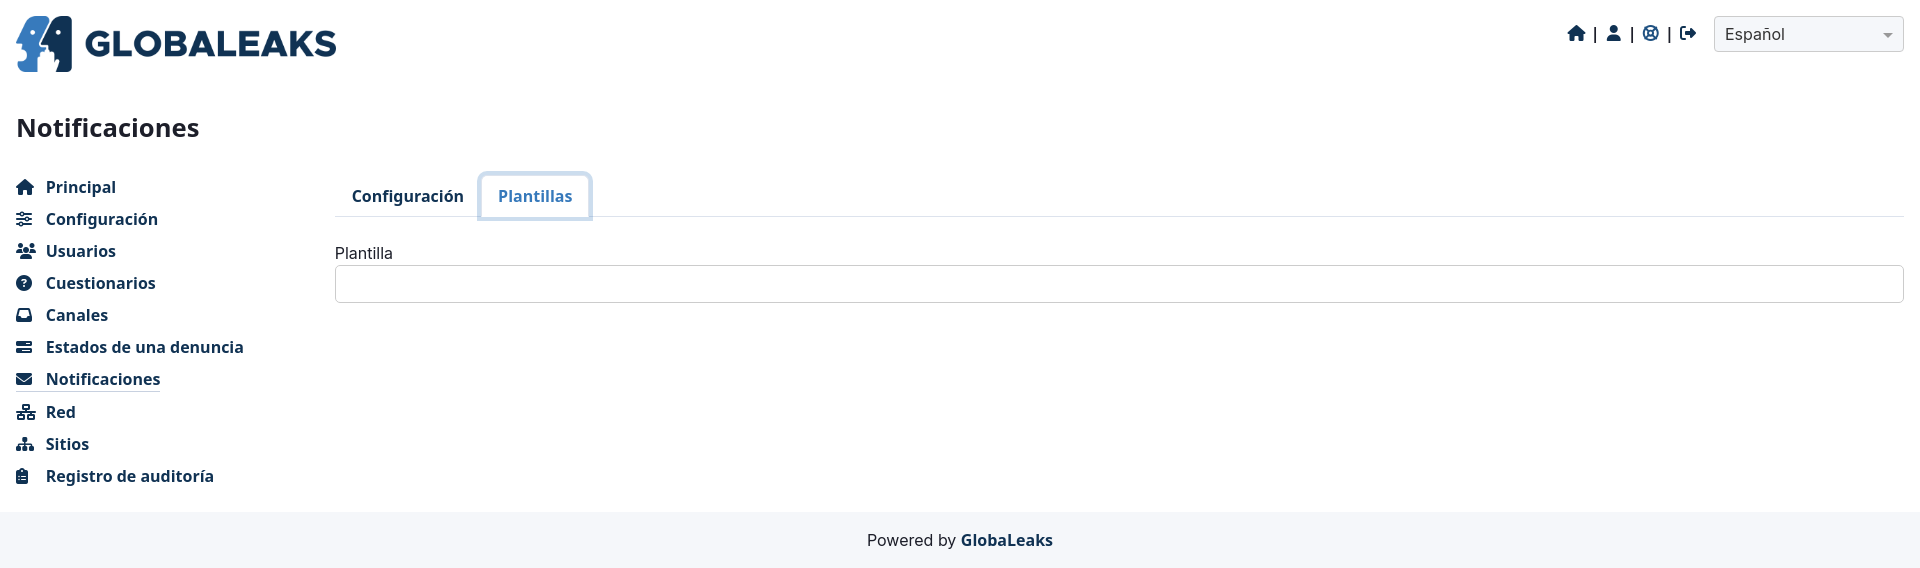 GLOBALEAKS
| | |
Español
Notificaciones
Principal
Configuración
Usuarios
Cuestionarios
Canales
Estados de una denuncia
Notificaciones
Red
Sitios
Registro de auditoría
Configuración
Plantillas
Plantilla
Powered by GlobaLeaks